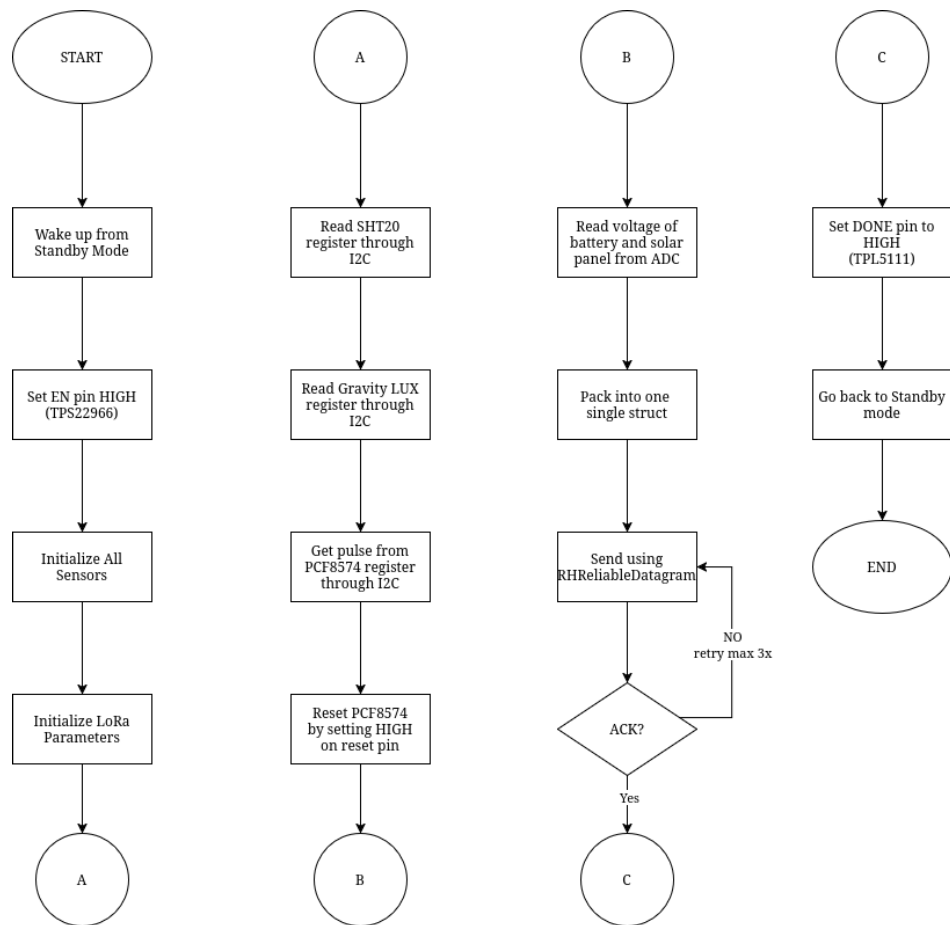 START
Wake up from
Standby Mode
Set EN pin HIGH
(TPS22966)
Initialize All
Sensors
Initialize LoRa
Parameters
A
A
Read SHT20
register through
I2C
Read Gravity LUX
register through
I2C
Get pulse from
PCF8574 register
through I2C
Reset PCF8574
by setting HIGH
on reset pin
B
B
Read voltage of
battery and solar
panel from ADC
Pack into one
single struct
Send using
RHReliableDatagram
NO
retry max 3x
ACK?
Yes
C
C
Set DONE pin to
HIGH
(TPL5111)
Go back to Standby
mode
END